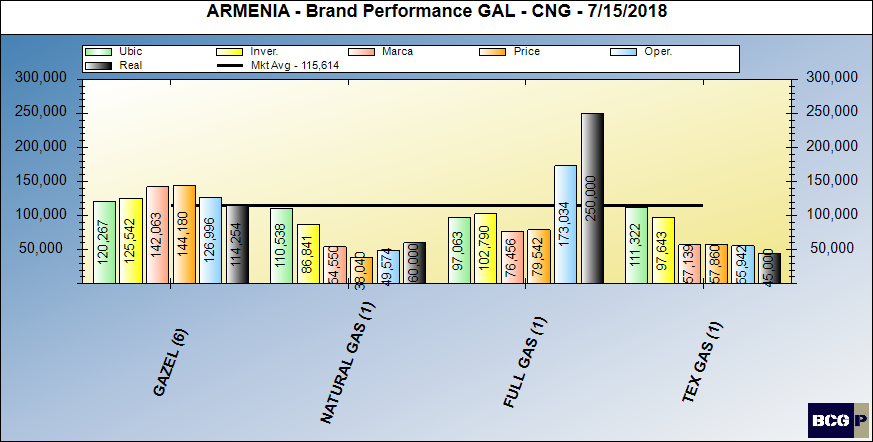 ARMENIA - Brand Performance GAL - CNG - 7/15/2018
Ubic Inver. Marca Price Oper.
Real Mkt Avg - 115,614
300,000 300,000
250,000 250,000
200,000 200,000
150,000 150,000
100,000 100,000
50,000 50,000
120,267 125,542 142,063 144,180 126,996 114,254
110,538 86,841 54,550 38,040 49,574 60,000
97,063 102,790 76,456 79,542 173,034 250,000
111,322 97,643 57,139 57,860 55,942 45,000
GAZEL (6)
NATURAL GAS (1)
FULL GAS (1)
TEX GAS (1)
BCG P